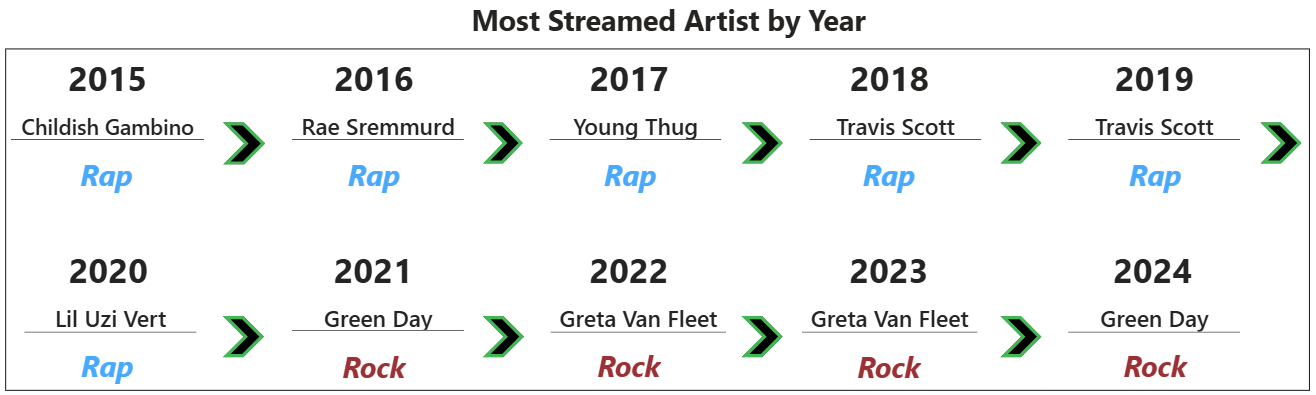 Most Streamed Artist by Year
2015 2016 2017 2018 2019
Childish Gambino Rae Sremmurd Young Thug Travis Scott Travis Scott
Rap Rap Rap Rap Rap
2020 2021 2022 2023 2024
Lil Uzi Vert Green Day Greta Van Fleet Greta Van Fleet Green Day
Rap Rock Rock Rock Rock